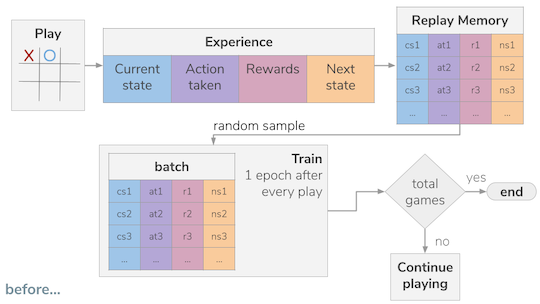 Play
X O
Experience
Current state
Action taken
Rewards
Next state
Replay Memory
cs1 at1 r1 ns1
cs2 at2 r2 ns2
cs3 at3 r3 ns3
... ... ... ...
random sample
batch
cs1 at1 r1 ns1
cs2 at2 r2 ns2
cs3 at3 r3 ns3
... ... ... ...
Train
1 epoch after
every play
total
games
yes
end
no
Continue
playing
before...